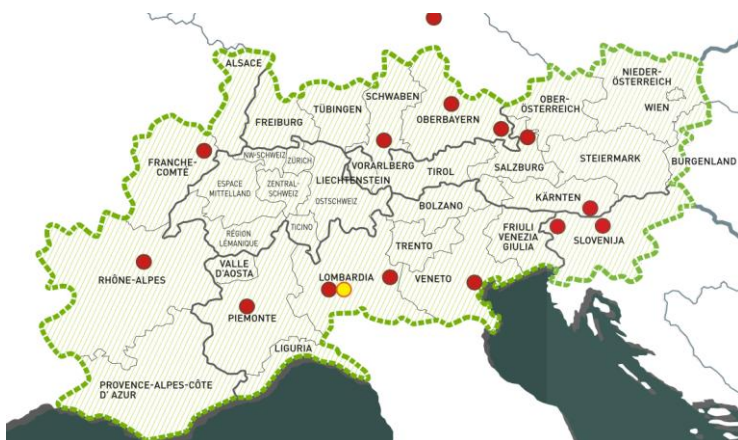 ALSACE
FREIBURG
TÜBINGEN
SCHWABEN
OBERBAYERN
OBER-
ÖSTERREICH
NIEDER-
ÖSTERREICH
WIEN
BURGENLAND
STEIERMARK
SALZBURG
KÄRNTEN
TIROL
VORARLBERG
LIECHTENSTEIN
FRANCHE-
COMTÉ
NW-SCHWEIZ
ZÜRICH
ESPACE
MITTELLAND
ZENTRAL-
SCHWEIZ
OSTSCHWEIZ
RÉGION
LÉMANIQUE
TICINO
BOLZANO
TRENTO
FRIULI
VENEZIA
GIULIA
SLOVENIJA
RHÔNE-ALPES
VALLE
D'AOSTA
LOMBARDIA
VENETO
PIEMONTE
LIGURIA
PROVENCE-ALPES-CÔTE
D' AZUR